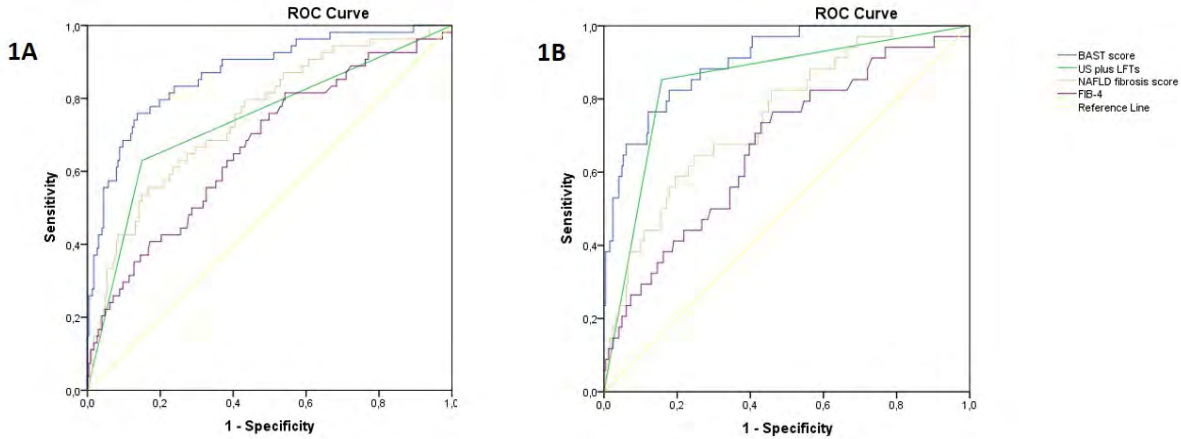 1A
ROC Curve
Sensitivity
1,0
0,8
0,6
0,4
0,2
0,0
0,0 0,2 0,4 0,6 0,8 1,0
1 - Specificity
1B
ROC Curve
Sensitivity
1,0
0,8
0,6
0,4
0,2
0,0
0,0 0,2 0,4 0,6 0,8 1,0
1 - Specificity
BAST score
US plus LFTs
NAFLD fibrosis score
FIB-4
Reference Line